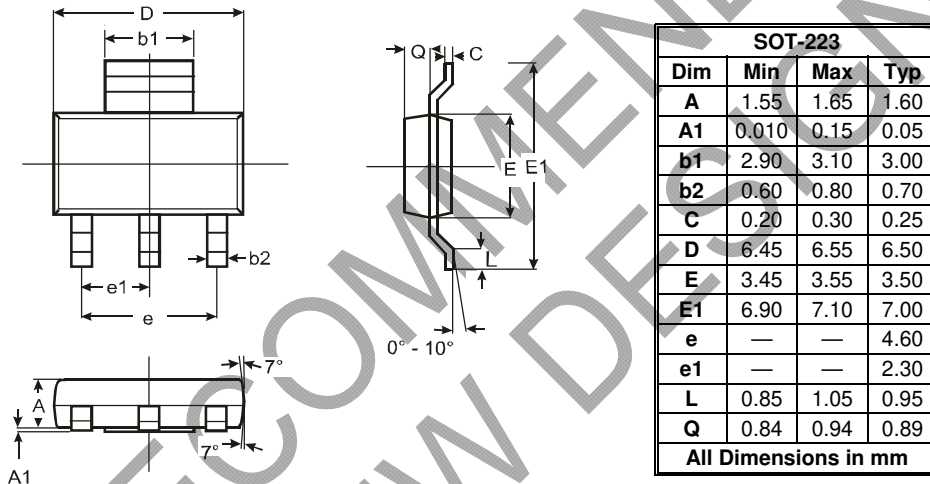 D
b1
b2
e1
e
Q
C
E
E1
L
0° - 10°
7°
A
7°
A1
SOT-223
Dim Min Max Typ
A 1.55 1.65 1.60
A1 0.010 0.15 0.05
b1 2.90 3.10 3.00
b2 0.60 0.80 0.70
C 0.20 0.30 0.25
D 6.45 6.55 6.50
E 3.45 3.55 3.50
E1 6.90 7.10 7.00
e — — 4.60
e1 — — 2.30
L 0.85 1.05 0.95
Q 0.84 0.94 0.89
All Dimensions in mm
ECOMMEN
W DESIGN